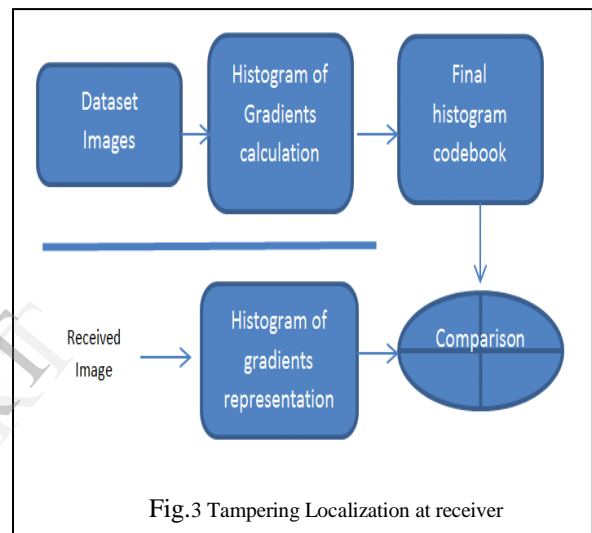 Dataset
Images
Histogram of
Gradients
calculation
Final
histogram
codebook
Received
Image
Histogram of
gradients
representation
Comparison
Fig.3 Tampering Localization at receiver